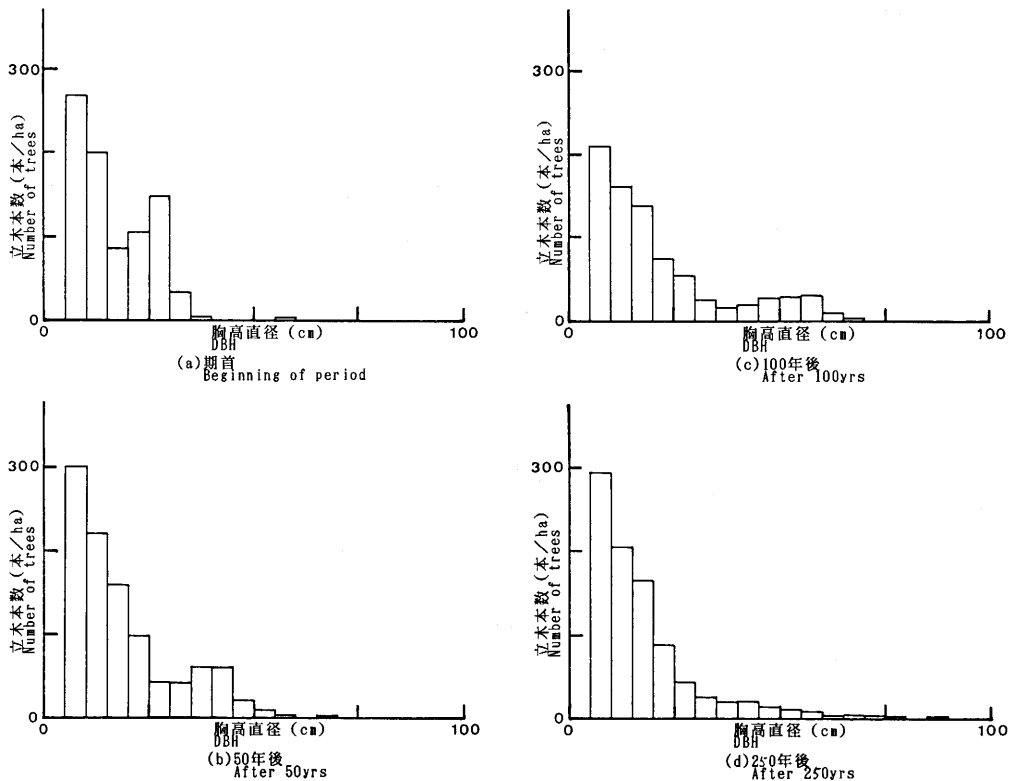 300
立木本数 (本/ha)
Number of trees
0
胸高直径 (cm)
DBH
100
(a)期首
Beginning of period
300
立木本数 (本/ha)
Number of trees
0
胸高直径 (cm)
DBH
100
(c)100年後
After 100yrs
300
立木本数 (本/ha)
Number of trees
0
胸高直径 (cm)
DBH
100
(b)50年後
After 50yrs
300
立木本数 (本/ha)
Number of trees
0
胸高直径 (cm)
DBH
100
(d)250年後
After 250yrs